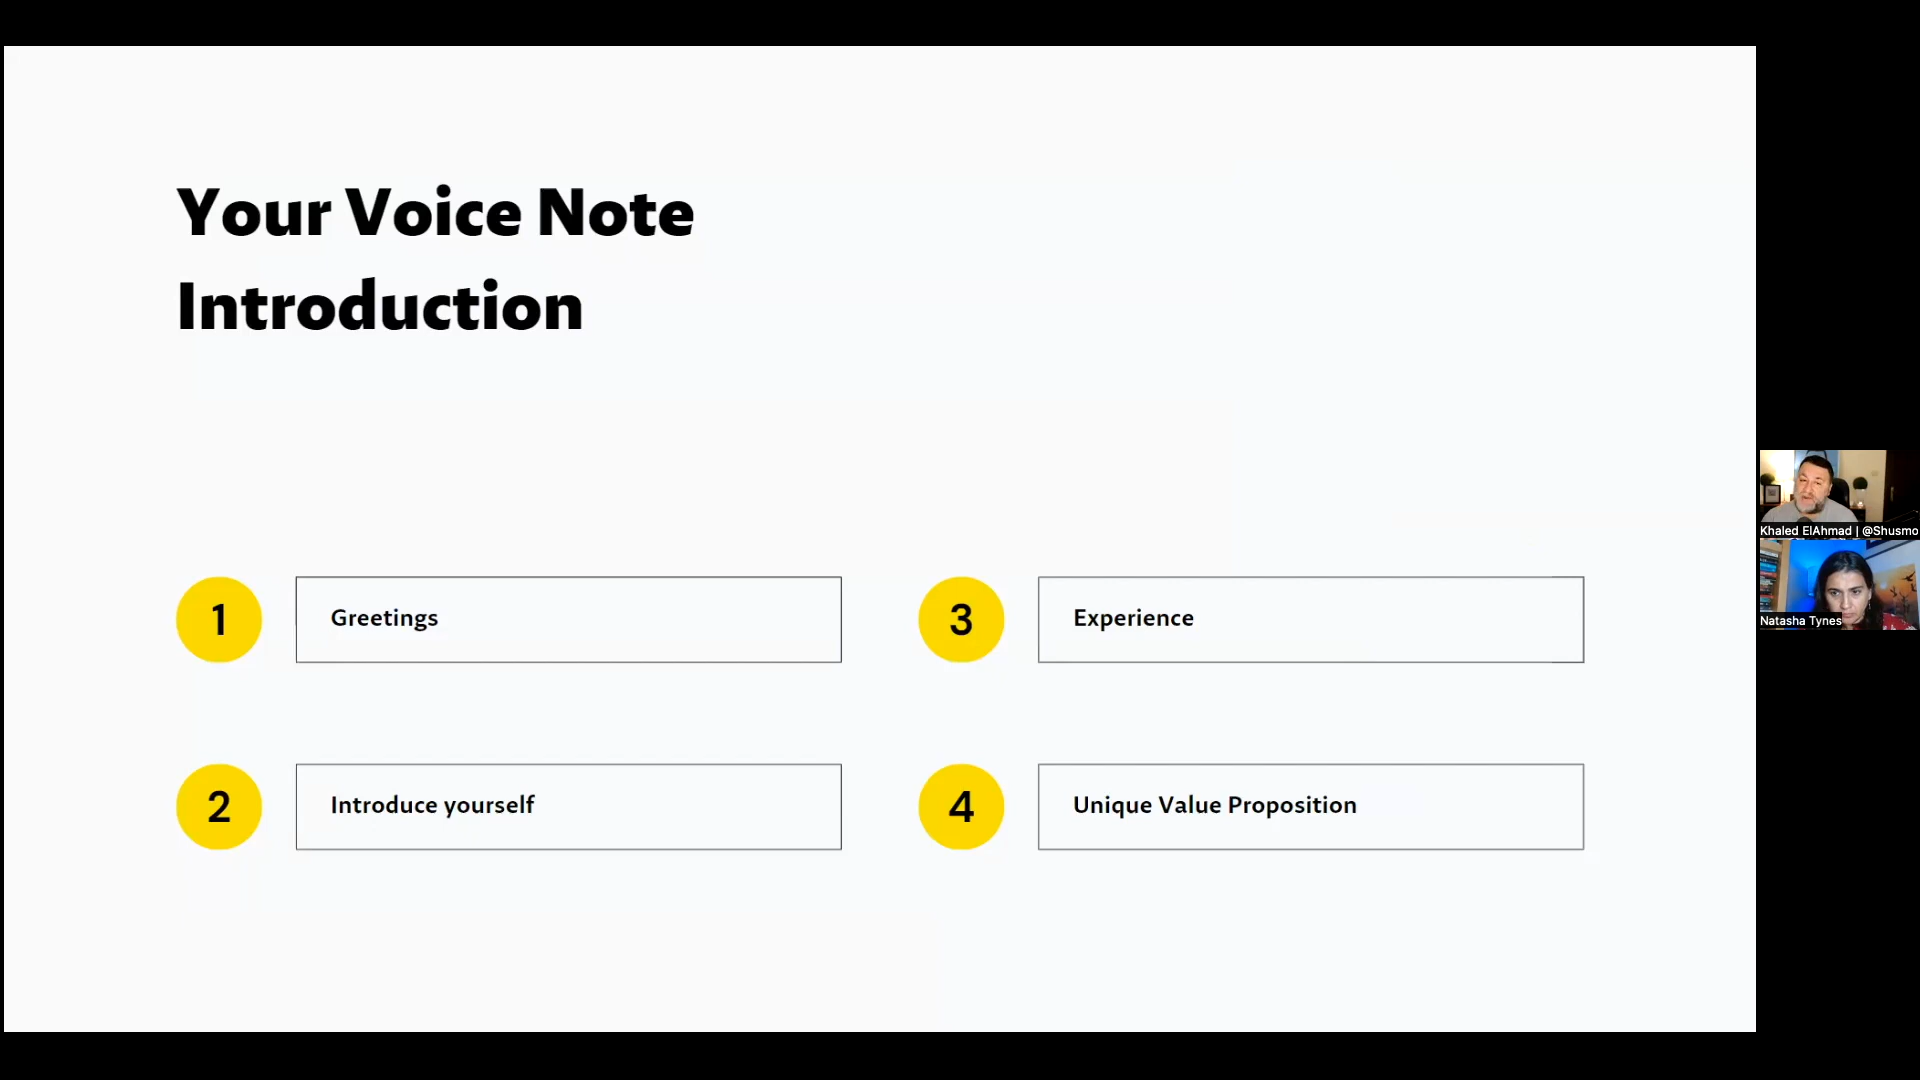 Your Voice Note
Introduction
1
Greetings
2
Introduce yourself
3
Experience
4
Unique Value Proposition
Khaled ElAhmad | @Shusmo
Natasha Tynes